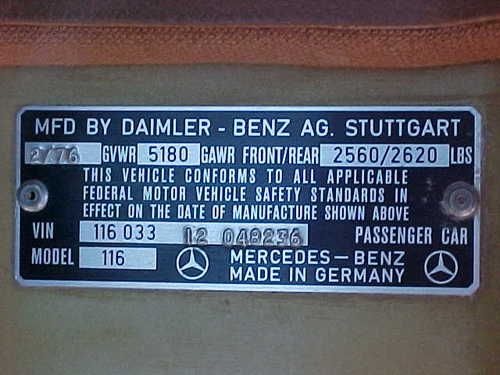 MFD BY DAIMLER - BENZ AG. STUTTGART
2/76 GVWR 5180 GAWR FRONT/REAR 2560/2620 LBS
THIS VEHICLE CONFORMS TO ALL APPLICABLE
FEDERAL MOTOR VEHICLE SAFETY STANDARDS IN
EFFECT ON THE DATE OF MANUFACTURE SHOWN ABOVE
VIN 116 033 12 048236 PASSENGER CAR
MODEL 116 MERCEDES-BENZ
MADE IN GERMANY